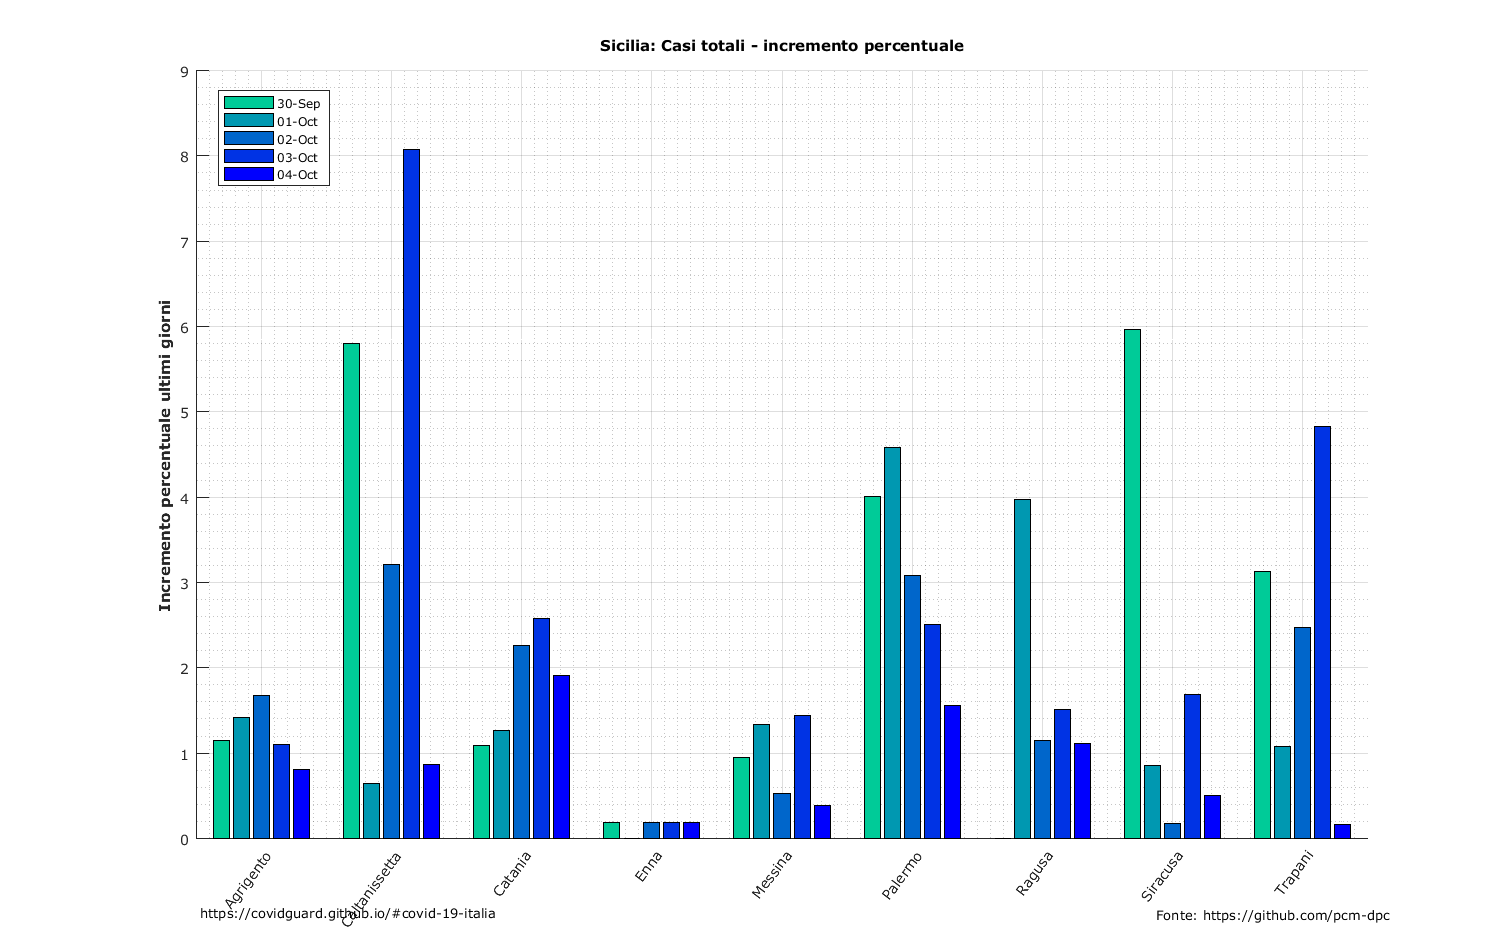 Sicilia: Casi totali - incremento percentuale
9
8
7
6
5
4
3
2
1
0
Incremento percentuale ultimi giorni
30-Sep
01-Oct
02-Oct
03-Oct
04-Oct
Agrigento
Caltanissetta
Catania
Enna
Messina
Palermo
Ragusa
Siracusa
Trapani
https://covidguard.github.io/#covid-19-italia
Fonte: https://github.com/pcm-dpc